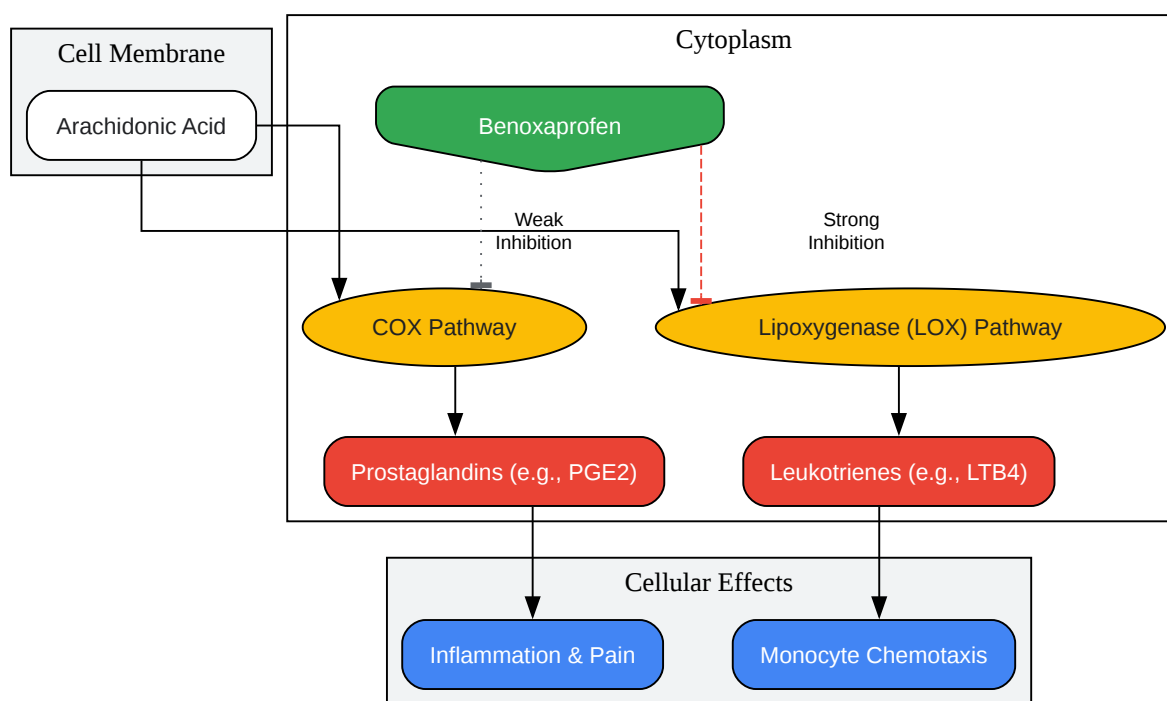 Cytoplasm
Cell Membrane
Arachidonic Acid
Benoxaprofen
Weak
Inhibition
Strong
Inhibition
COX Pathway
Lipoxygenase (LOX) Pathway
Prostaglandins (e.g., PGE2)
Leukotrienes (e.g., LTB4)
Cellular Effects
Inflammation & Pain
Monocyte Chemotaxis